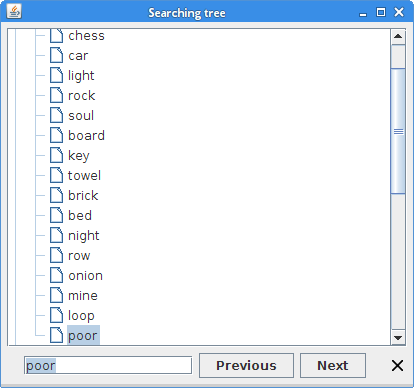 Searching tree
chess
car
light
rock
soul
board
key
towel
brick
bed
night
row
onion
mine
loop
poor
poor Previous Next